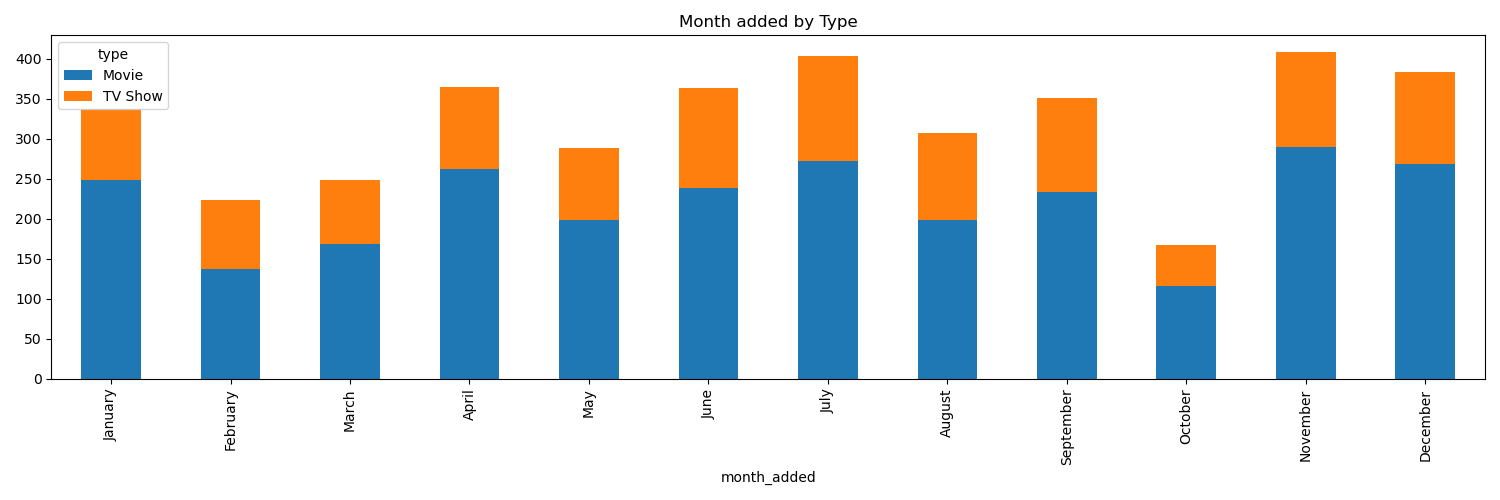 Month added by Type
type
Movie
TV Show
400
350
300
250
200
150
100
50
0
January
February
March
April
May
June
July
August
September
October
November
December
month_added